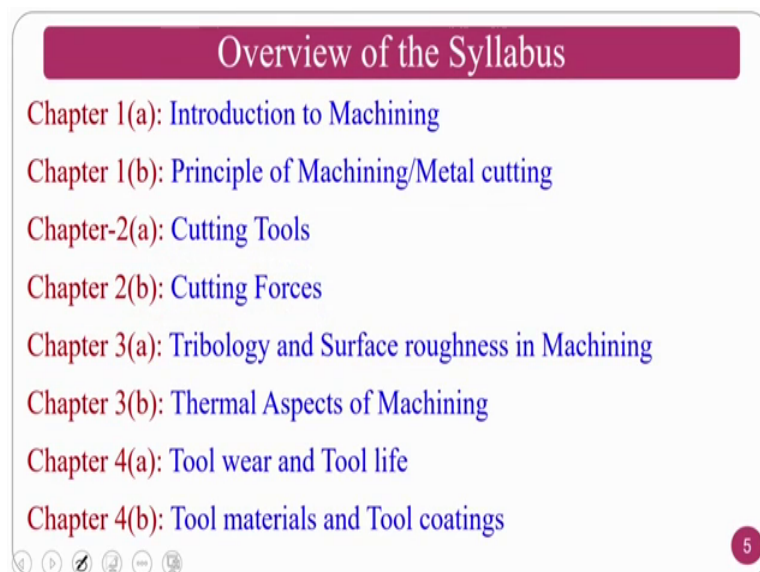 Overview of the Syllabus
Chapter 1(a): Introduction to Machining
Chapter 1(b): Principle of Machining/Metal cutting
Chapter-2(a): Cutting Tools
Chapter 2(b): Cutting Forces
Chapter 3(a): Tribology and Surface roughness in Machining
Chapter 3(b): Thermal Aspects of Machining
Chapter 4(a): Tool wear and Tool life
Chapter 4(b): Tool materials and Tool coatings
5